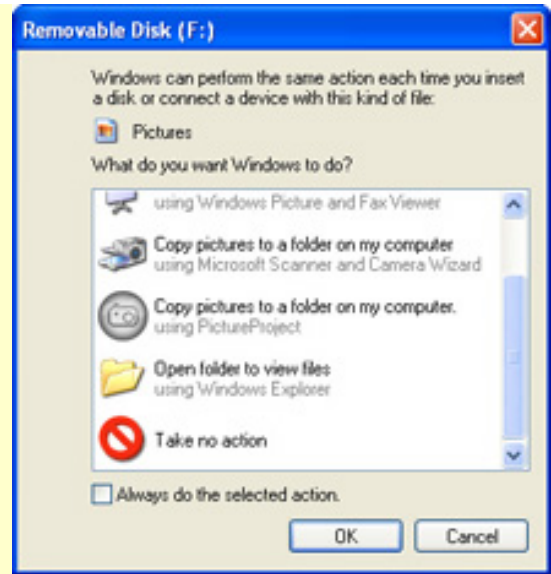 Removable Disk (F:)
Windows can perform the same action each time you insert
a disk or connect a device with this kind of file:
Pictures
What do you want Windows to do?
using Windows Picture and Fax Viewer
Copy pictures to a folder on my computer
using Microsoft Scanner and Camera Wizard
Copy pictures to a folder on my computer.
using PictureProject
Open folder to view files
using Windows Explorer
Take no action
Always do the selected action.
OK Cancel